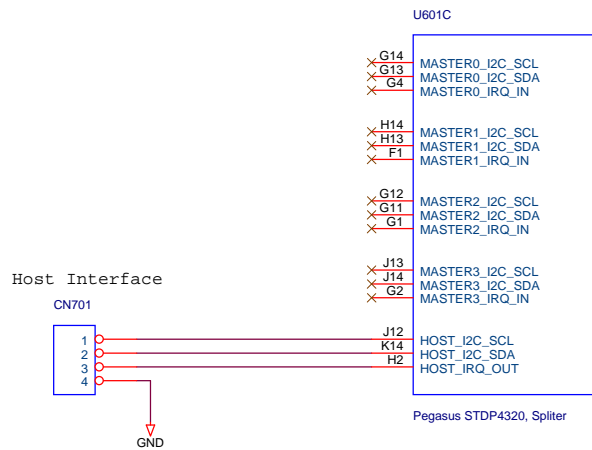 U601C
G14 MASTER0_I2C_SCL
G13 MASTER0_I2C_SDA
G4 MASTER0_IRQ_IN
H14 MASTER1_I2C_SCL
H13 MASTER1_I2C_SDA
F1 MASTER1_IRQ_IN
G12 MASTER2_I2C_SCL
G11 MASTER2_I2C_SDA
G1 MASTER2_IRQ_IN
J13 MASTER3_I2C_SCL
J14 MASTER3_I2C_SDA
G2 MASTER3_IRQ_IN
Host Interface
CN701
1 J12 HOST_I2C_SCL
2 K14 HOST_I2C_SDA
3 H2 HOST_IRQ_OUT
4
Pegasus STDP4320, Spliter
GND